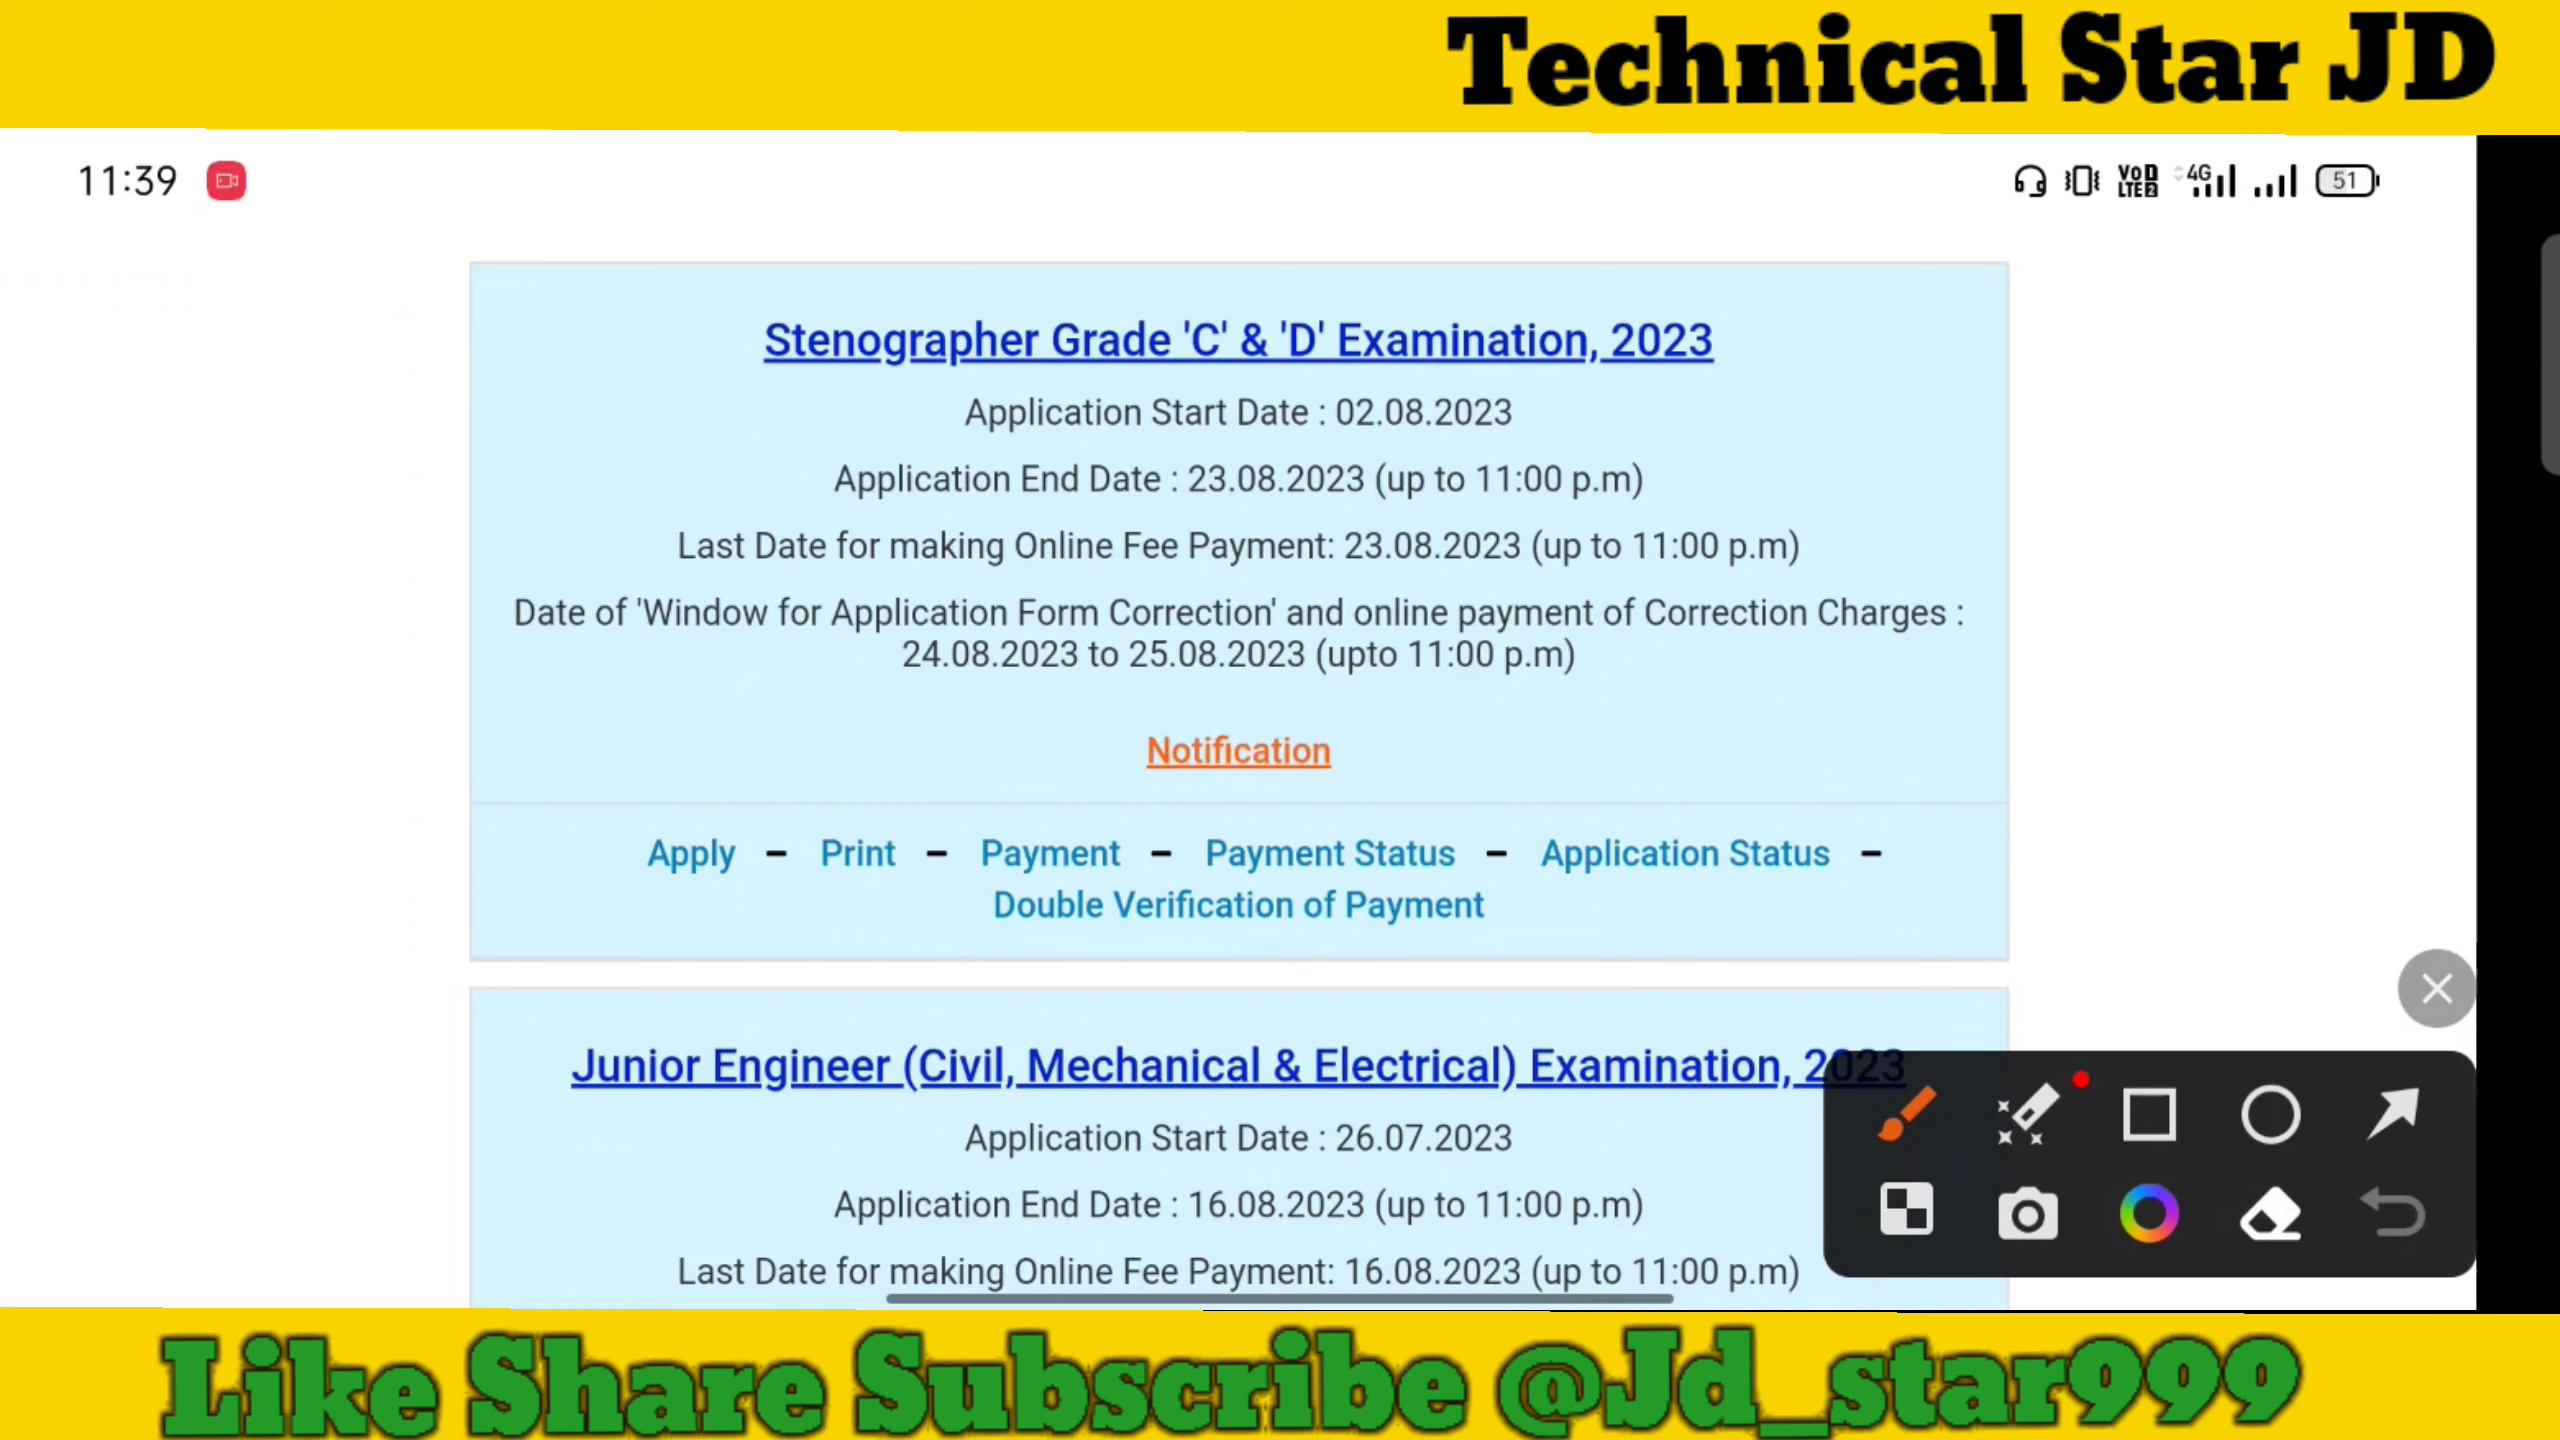 Technical Star JD
11:39
VoD LTE2 4G 51
Stenographer Grade 'C' & 'D' Examination, 2023
Application Start Date : 02.08.2023
Application End Date : 23.08.2023 (up to 11:00 p.m)
Last Date for making Online Fee Payment: 23.08.2023 (up to 11:00 p.m)
Date of 'Window for Application Form Correction' and online payment of Correction Charges :
24.08.2023 to 25.08.2023 (upto 11:00 p.m)
Notification
Apply – Print – Payment – Payment Status – Application Status –
Double Verification of Payment
Junior Engineer (Civil, Mechanical & Electrical) Examination, 2023
Application Start Date : 26.07.2023
Application End Date : 16.08.2023 (up to 11:00 p.m)
Last Date for making Online Fee Payment: 16.08.2023 (up to 11:00 p.m)
Like Share Subscribe @Jd_star999